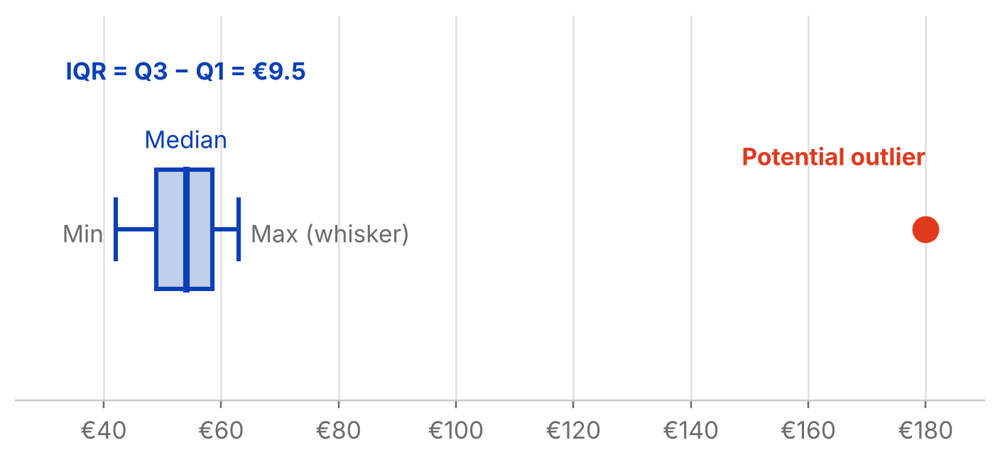 IQR = Q3 − Q1 = €9.5
Median
Potential outlier
Min
Max (whisker)
€40 €60 €80 €100 €120 €140 €160 €180